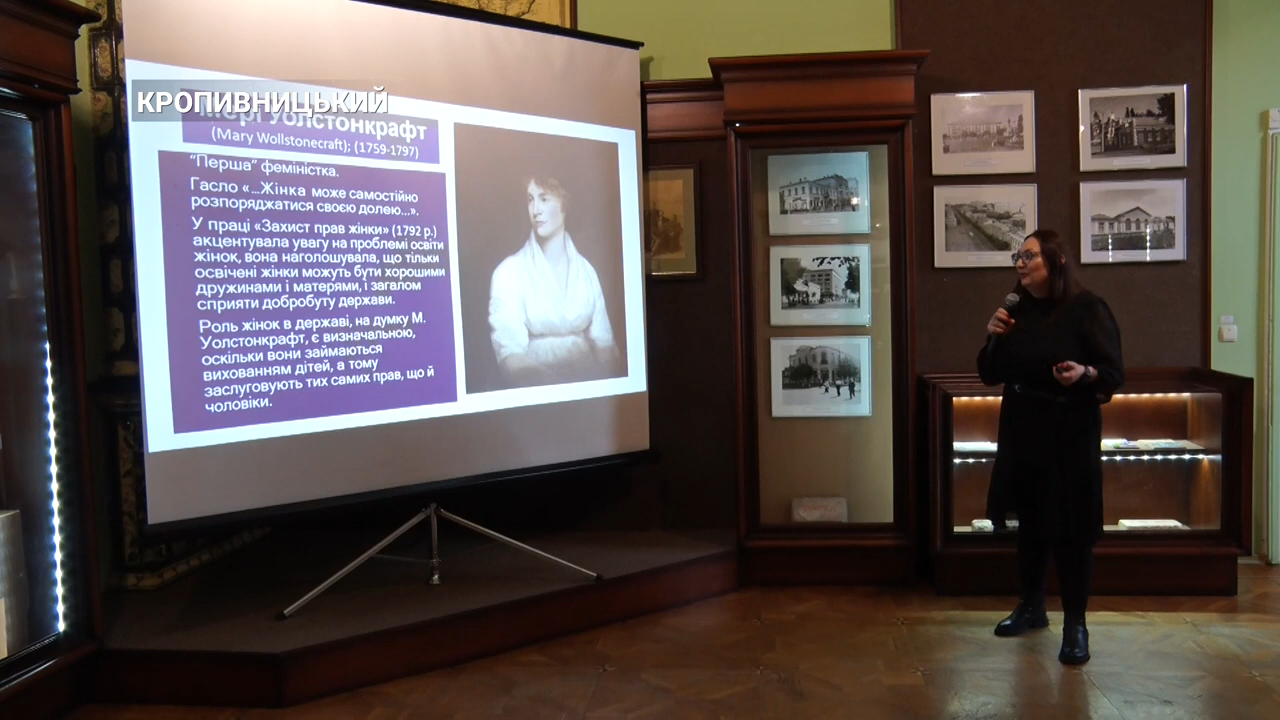 КРОПИВНИЦЬКИЙ
Мері Уолстонкрафт
(Mary Wollstonecraft); (1759-1797)
“Перша” феміністка.
Гасло «...Жінка може самостійно
розпоряджатися своєю долею...».
У праці «Захист прав жінки» (1792 р.)
акцентувала увагу на проблемі освіти
жінок, вона наголошувала, що тільки
освічені жінки можуть бути хорошими
дружинами і матерями, і загалом
сприяти добробуту держави.
Роль жінок в державі, на думку М.
Уолстонкрафт, є визначальною,
оскільки вони займаються
вихованням дітей, а тому
заслуговують тих самих прав, що й
чоловіки.